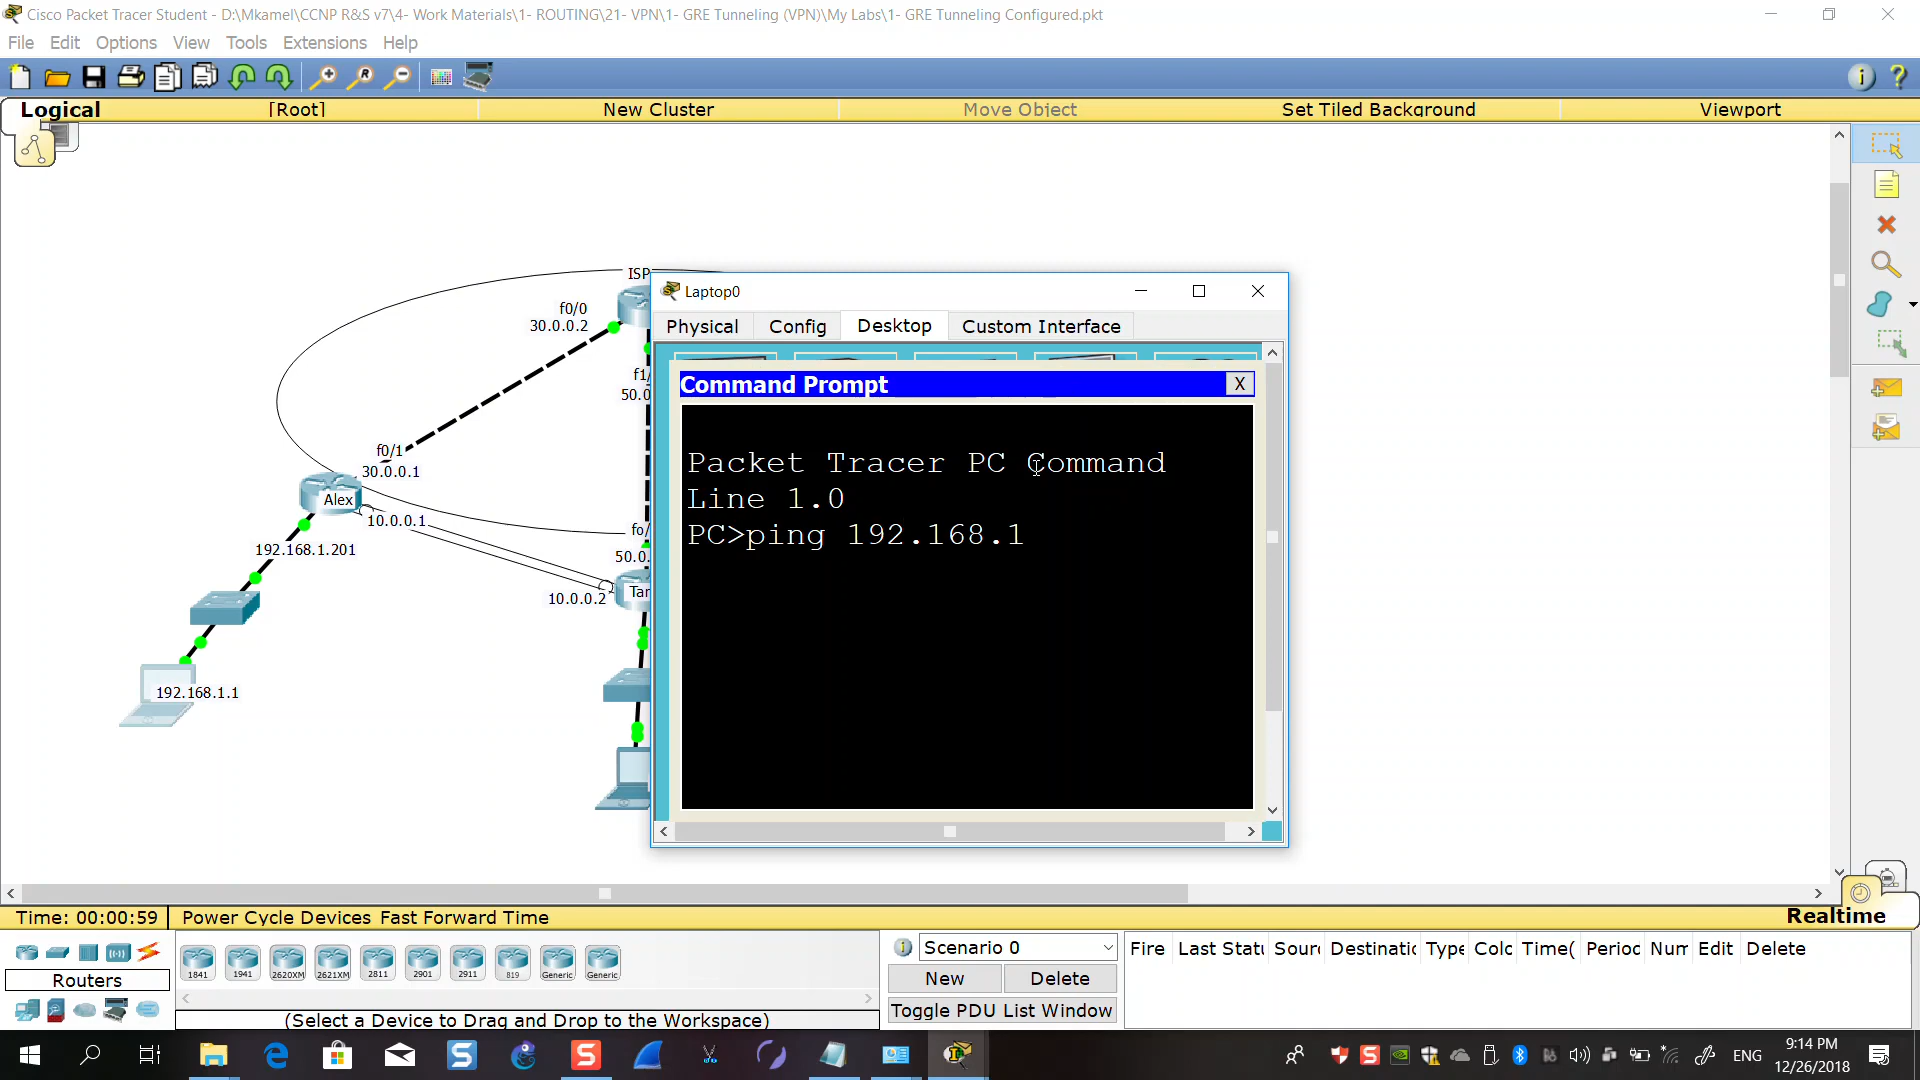 Cisco Packet Tracer Student - D:\Mkamel\CCNP R&S v7\4- Work Materials\1- ROUTING\21- VPN\1- GRE Tunneling (VPN)\My Labs\1- GRE Tunneling Configured.pkt
File Edit Options View Tools Extensions Help
Logical [Root] New Cluster Move Object Set Tiled Background Viewport
ISP
f0/0
30.0.0.2
f1/
50.0
f0/1
30.0.0.1
Alex
10.0.0.1
192.168.1.201
fo/
50.0.
10.0.0.2
Tan
192.168.1.1
Laptop0
Physical Config Desktop Custom Interface
Command Prompt X
Packet Tracer PC Command
Line 1.0
PC>ping 192.168.1
Time: 00:00:59 Power Cycle Devices Fast Forward Time
Realtime
Routers
1841 1941 2620XM 2621XM 2811 2901 2911 819 Generic Generic
(Select a Device to Drag and Drop to the Workspace)
Scenario 0
New Delete
Toggle PDU List Window
Fire Last Statu Sourc Destinatic Type Colc Time( Perioc Num Edit Delete
ENG
9:14 PM
12/26/2018